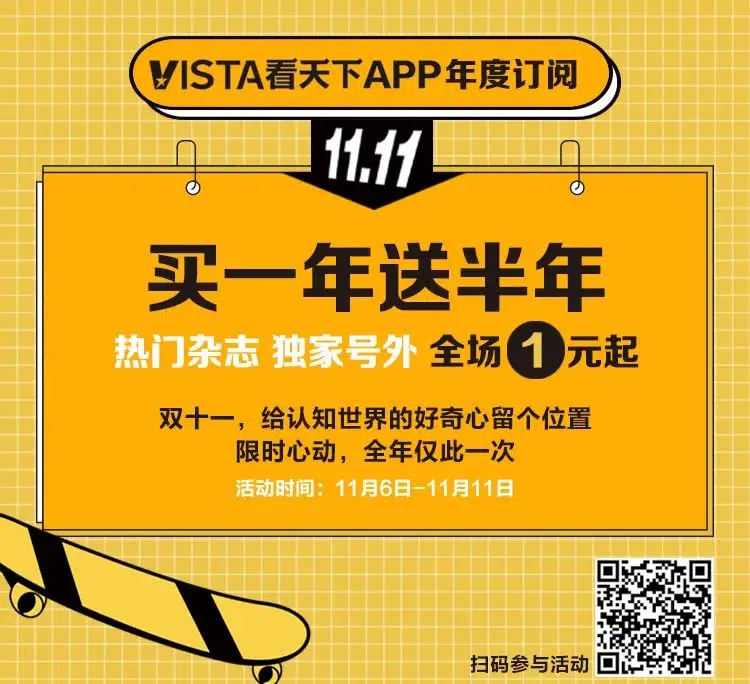 VISTA看天下APP年度订阅
11.11
买一年送半年
热门杂志 独家号外 全场1元起
双十一，给认知世界的好奇心留个位置
限时心动，全年仅此一次
活动时间：11月6日-11月11日
扫码参与活动